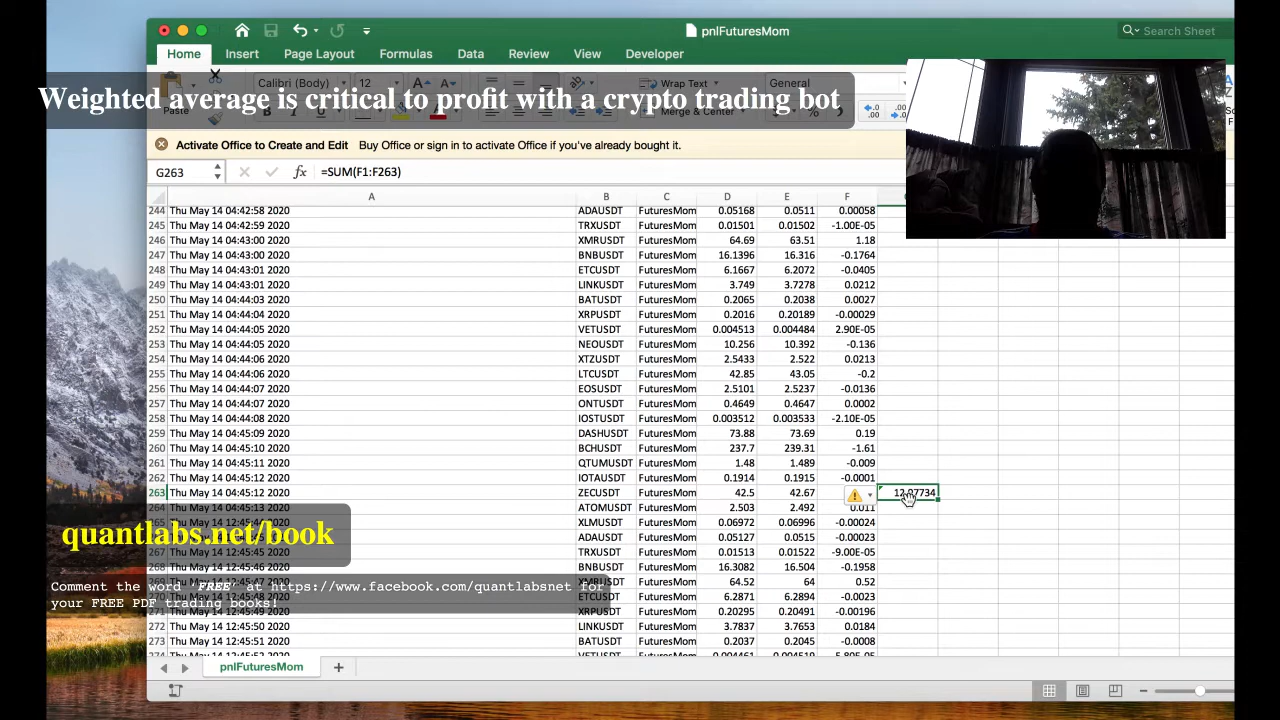 pnlFuturesMom
Search Sheet
Home Insert Page Layout Formulas Data Review View Developer
Calibri (Body) 12 Wrap Text General
Weighted average is critical to profit with a crypto trading bot
Paste Merge & Center
Activate Office to Create and Edit Buy Office or sign in to activate Office if you've already bought it.
G263 fx =SUM(F1:F263)
A B C D E F
244 Thu May 14 04:42:58 2020 ADAUSDT FuturesMom 0.05168 0.0511 0.00058
245 Thu May 14 04:42:59 2020 TRXUSDT FuturesMom 0.01501 0.01502 -1.00E-05
246 Thu May 14 04:43:00 2020 XMRUSDT FuturesMom 64.69 63.51 1.18
247 Thu May 14 04:43:00 2020 BNBUSDT FuturesMom 16.1396 16.316 -0.1764
248 Thu May 14 04:43:01 2020 ETCUSDT FuturesMom 6.1667 6.2072 -0.0405
249 Thu May 14 04:43:01 2020 LINKUSDT FuturesMom 3.749 3.7278 0.0212
250 Thu May 14 04:44:03 2020 BATUSDT FuturesMom 0.2065 0.2038 0.0027
251 Thu May 14 04:44:04 2020 XRPUSDT FuturesMom 0.2016 0.20189 -0.00029
252 Thu May 14 04:44:05 2020 VETUSDT FuturesMom 0.004513 0.004484 2.90E-05
253 Thu May 14 04:44:05 2020 NEOUSDT FuturesMom 10.256 10.392 -0.136
254 Thu May 14 04:44:06 2020 XTZUSDT FuturesMom 2.5433 2.522 0.0213
255 Thu May 14 04:44:06 2020 LTCUSDT FuturesMom 42.85 43.05 -0.2
256 Thu May 14 04:44:07 2020 EOSUSDT FuturesMom 2.5101 2.5237 -0.0136
257 Thu May 14 04:44:07 2020 ONTUSDT FuturesMom 0.4649 0.4647 0.0002
258 Thu May 14 04:44:08 2020 IOSTUSDT FuturesMom 0.003512 0.003533 -2.10E-05
259 Thu May 14 04:45:09 2020 DASHUSDT FuturesMom 73.88 73.69 0.19
260 Thu May 14 04:45:10 2020 BCHUSDT FuturesMom 237.7 239.31 -1.61
261 Thu May 14 04:45:11 2020 QTUMUSDT FuturesMom 1.48 1.489 -0.009
262 Thu May 14 04:45:12 2020 IOTAUSDT FuturesMom 0.1914 0.1915 -0.0001
263 Thu May 14 04:45:12 2020 ZECUSDT FuturesMom 42.5 42.67
264 Thu May 14 04:45:13 2020 ATOMUSDT FuturesMom 2.503 2.492 0.011
XLMUSDT FuturesMom 0.06972 0.06996 -0.00024
quantlabs.net/book
ADAUSDT FuturesMom 0.05127 0.0515 -0.00023
TRXUSDT FuturesMom 0.01513 0.01522 -9.00E-05
BNBUSDT FuturesMom 16.3082 16.504 -0.1958
XMRUSDT FuturesMom 64.52 64 0.52
Comment the word 'FREE' at https://www.facebook.com/quantlabsnet for
ETCUSDT FuturesMom 6.2871 6.2894 -0.0023
your FREE PDF trading books!
XRPUSDT FuturesMom 0.20295 0.20491 -0.00196
272 Thu May 14 12:45:50 2020 LINKUSDT FuturesMom 3.7837 3.7653 0.0184
273 Thu May 14 12:45:51 2020 BATUSDT FuturesMom 0.2037 0.2045 -0.0008
pnlFuturesMom